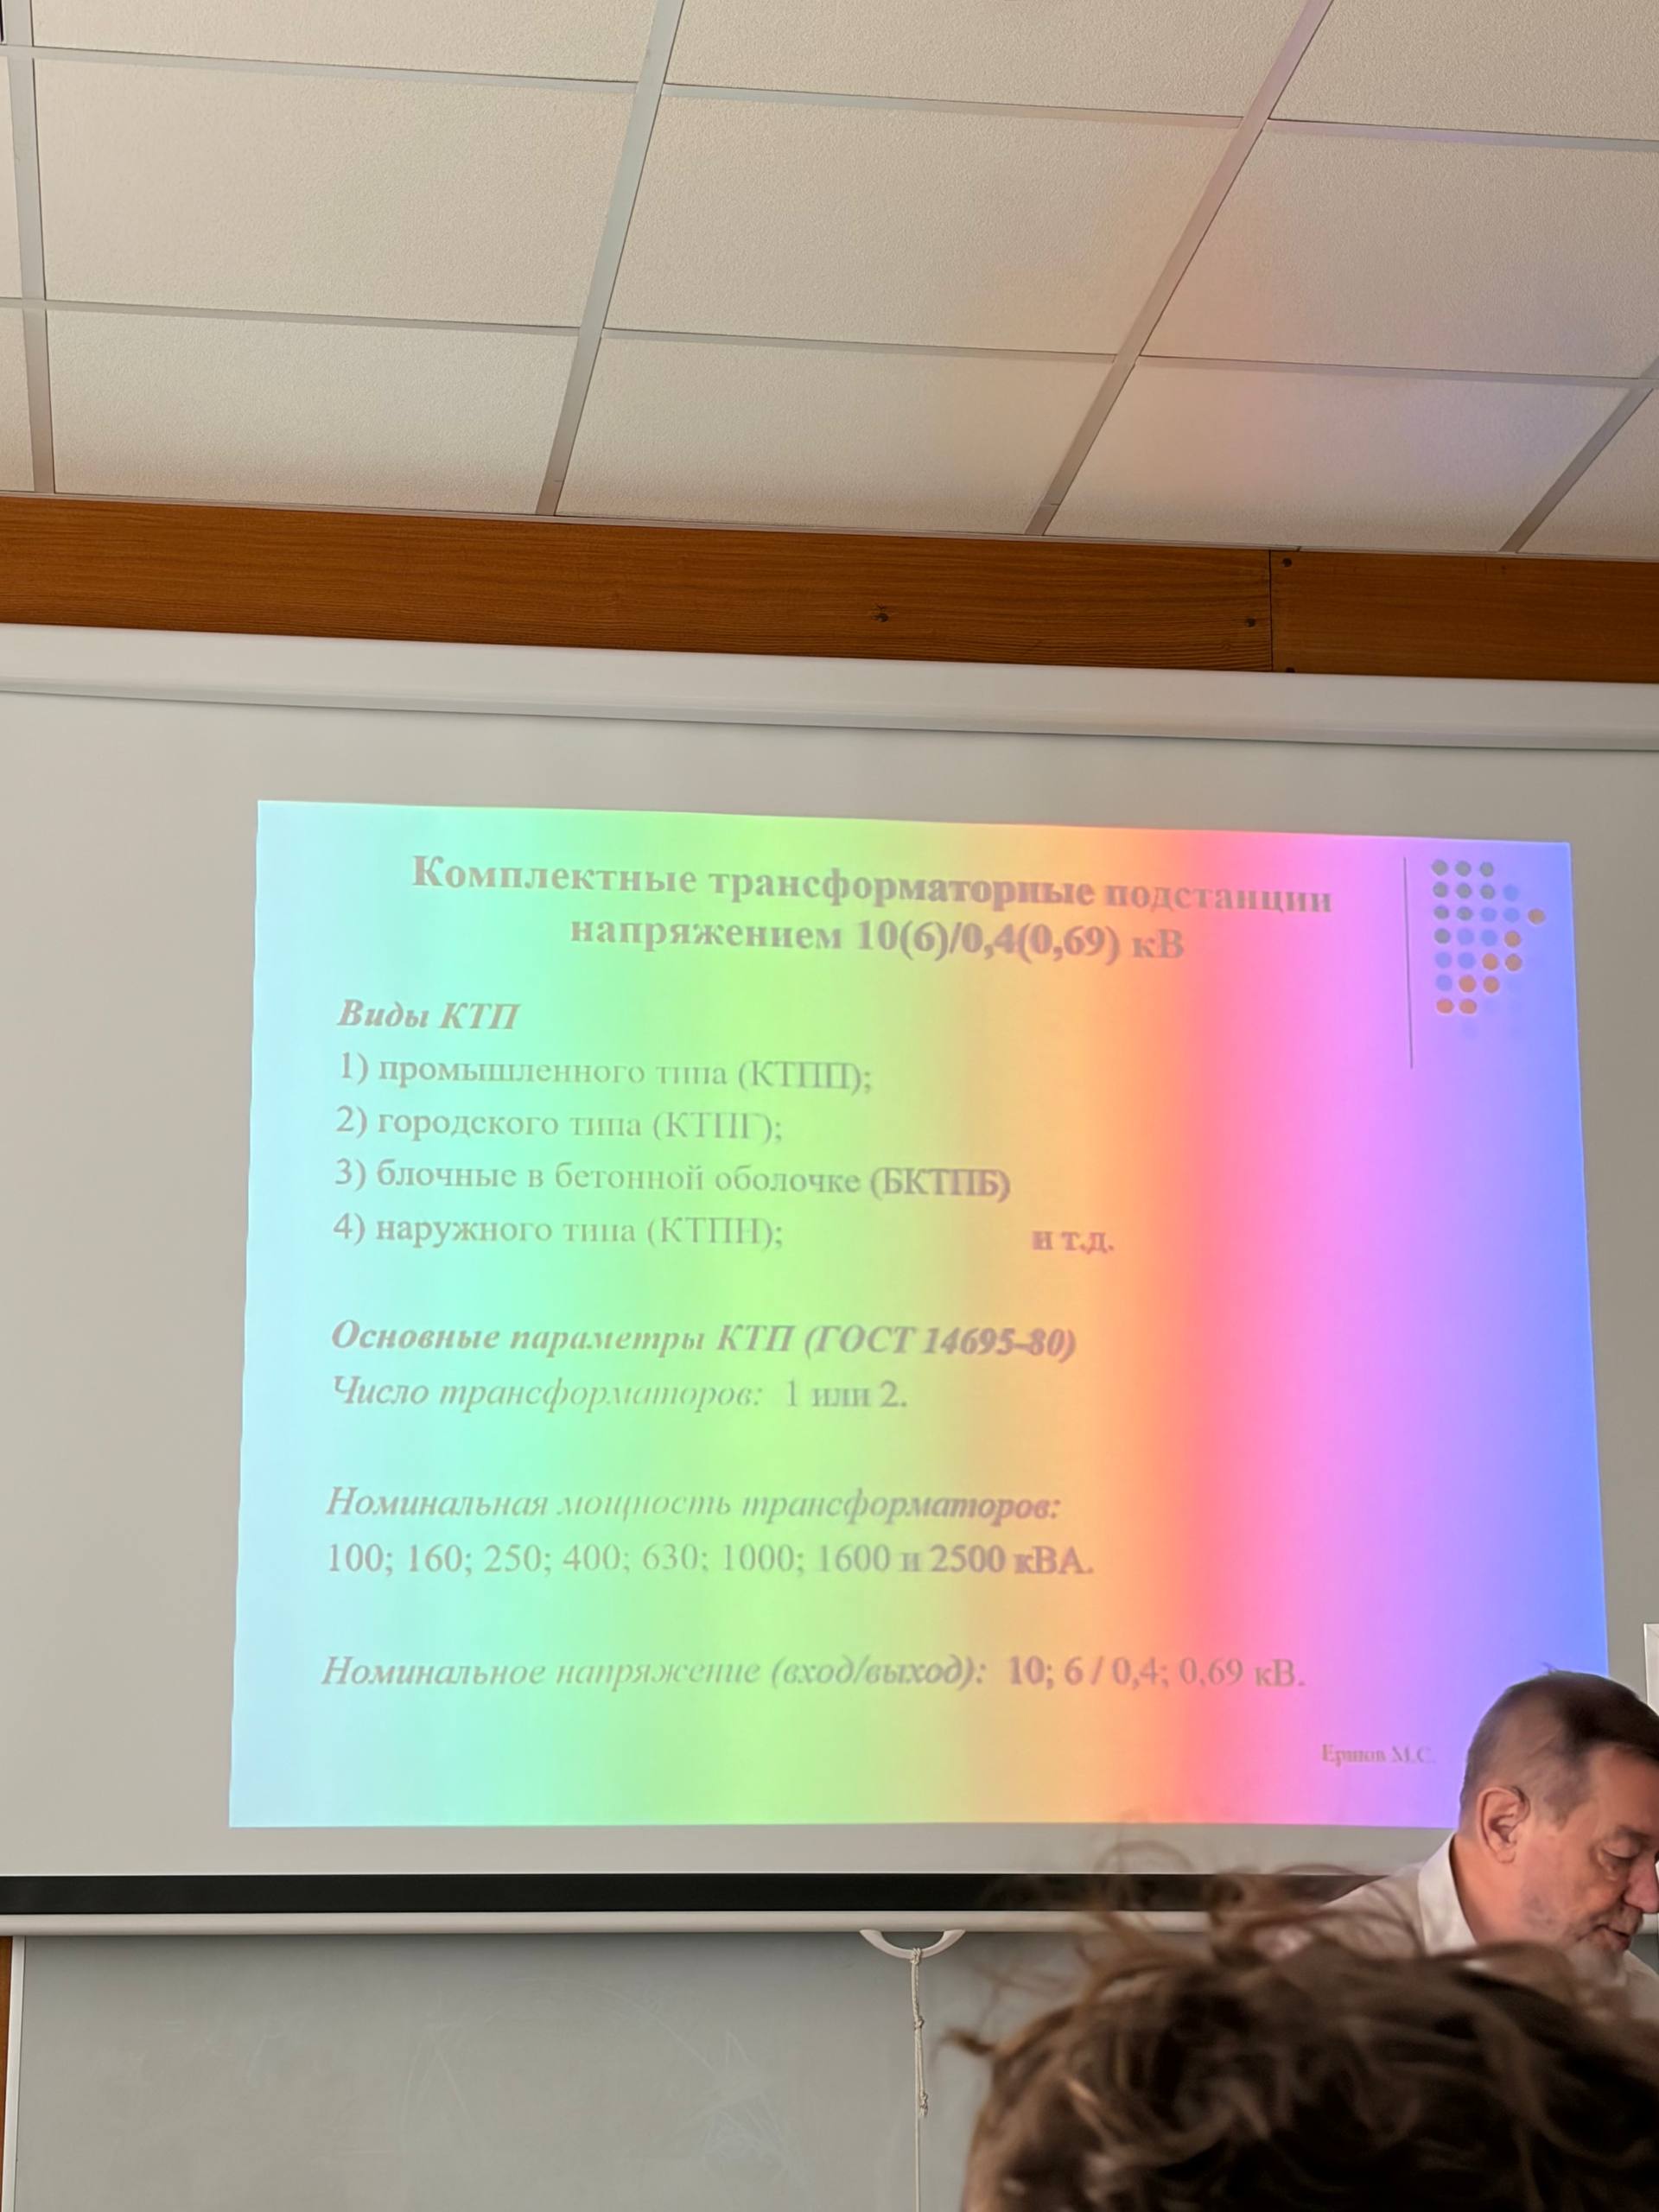 Комплектные трансформаторные подстанции
напряжением 10(6)/0,4(0,69) кВ
Виды КТП
1) промышленного типа (КТПП);
2) городского типа (КТПГ);
3) блочные в бетонной оболочке (БКТПБ)
4) наружного типа (КТПН); и т.д.
Основные параметры КТП (ГОСТ 14695-80)
Число трансформаторов: 1 или 2.
Номинальная мощность трансформаторов:
100; 160; 250; 400; 630; 1000; 1600 и 2500 кВА.
Номинальное напряжение (вход/выход): 10; 6 / 0,4; 0,69 кВ.
М.С.